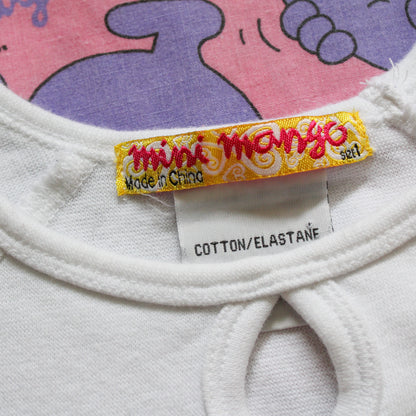 mini mango
Made in China
SIZE 1
COTTON/ELASTANE